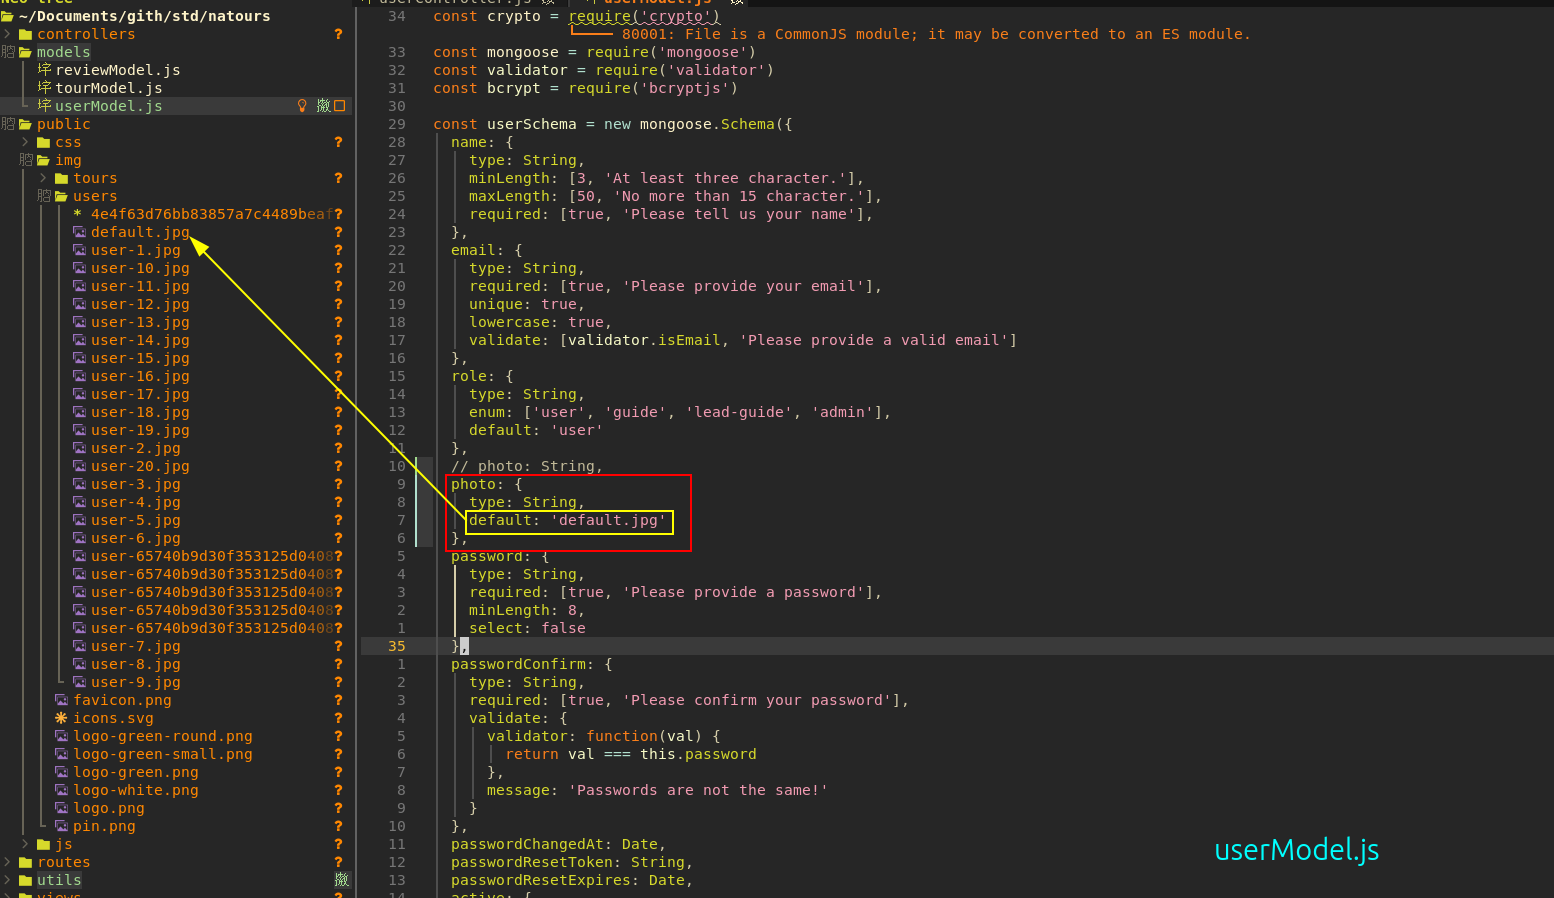 ~/Documents/gith/std/natours
controllers ?
models
reviewModel.js
tourModel.js
userModel.js
public
css ?
img
tours ?
users
* 4e4f63d76bb83857a7c4489beaf?
default.jpg ?
user-1.jpg ?
user-10.jpg ?
user-11.jpg ?
user-12.jpg ?
user-13.jpg ?
user-14.jpg ?
user-15.jpg ?
user-16.jpg ?
user-17.jpg ?
user-18.jpg ?
user-19.jpg ?
user-2.jpg ?
user-20.jpg ?
user-3.jpg ?
user-4.jpg ?
user-5.jpg ?
user-6.jpg ?
user-65740b9d30f353125d0408?
user-65740b9d30f353125d0408?
user-65740b9d30f353125d0408?
user-65740b9d30f353125d0408?
user-65740b9d30f353125d0408?
user-7.jpg ?
user-8.jpg ?
user-9.jpg ?
favicon.png ?
icons.svg ?
logo-green-round.png ?
logo-green-small.png ?
logo-green.png ?
logo-white.png ?
logo.png ?
pin.png ?
js ?
routes ?
utils
views ?
userController.js
userModel.js
34 const crypto = require('crypto')
80001: File is a CommonJS module; it may be converted to an ES module.
33 const mongoose = require('mongoose')
32 const validator = require('validator')
31 const bcrypt = require('bcryptjs')
30
29 const userSchema = new mongoose.Schema({
28 name: {
27 type: String,
26 minLength: [3, 'At least three character.'],
25 maxLength: [50, 'No more than 15 character.'],
24 required: [true, 'Please tell us your name'],
23 },
22 email: {
21 type: String,
20 required: [true, 'Please provide your email'],
19 unique: true,
18 lowercase: true,
17 validate: [validator.isEmail, 'Please provide a valid email']
16 },
15 role: {
14 type: String,
13 enum: ['user', 'guide', 'lead-guide', 'admin'],
12 default: 'user'
11 },
10 // photo: String,
9 photo: {
8 type: String,
7 default: 'default.jpg'
6 },
5 password: {
4 type: String,
3 required: [true, 'Please provide a password'],
2 minLength: 8,
1 select: false
35 },
1 passwordConfirm: {
2 type: String,
3 required: [true, 'Please confirm your password'],
4 validate: {
5 validator: function(val) {
6 return val === this.password
7 },
8 message: 'Passwords are not the same!'
9 }
10 },
11 passwordChangedAt: Date,
12 passwordResetToken: String,
13 passwordResetExpires: Date,
14 active: {
userModel.js